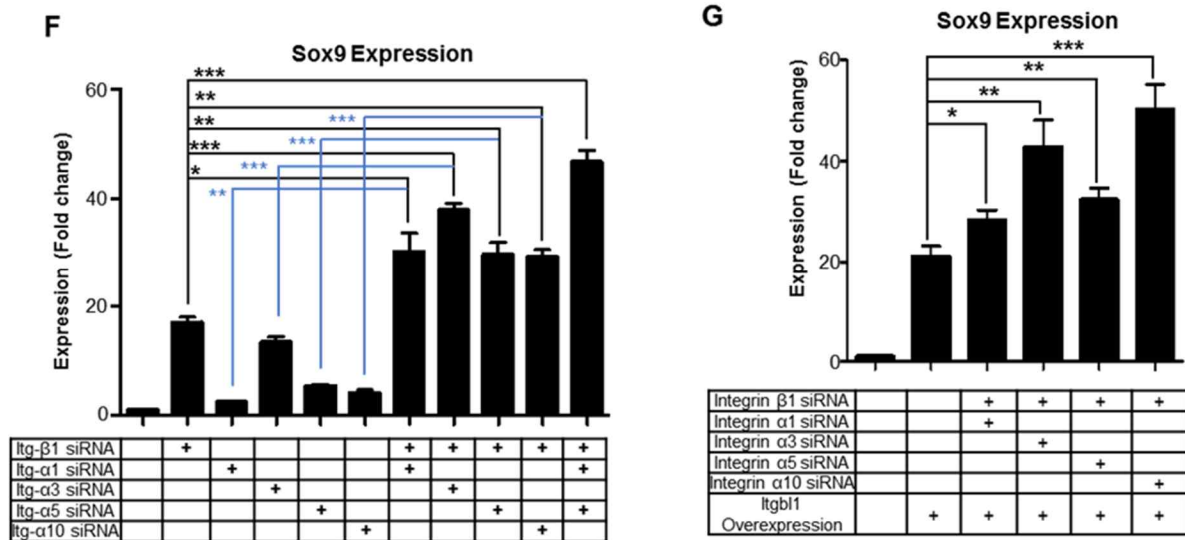 F
Sox9 Expression
Expression (Fold change)
60
40
20
0
***
**
**
***
*
***
***
***
**
Itg-β1 siRNA + + + + + +
Itg-α1 siRNA + + +
Itg-α3 siRNA + +
Itg-α5 siRNA + + +
Itg-α10 siRNA + +
G
Sox9 Expression
Expression (Fold change)
60
40
20
0
***
**
**
*
Integrin β1 siRNA + + + +
Integrin α1 siRNA +
Integrin α3 siRNA +
Integrin α5 siRNA +
Integrin α10 siRNA +
Itgbl1
Overexpression + + + + +